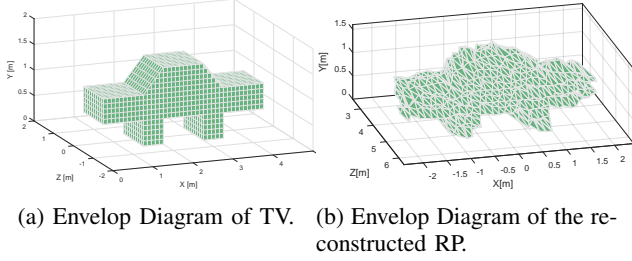 (a)
(b)
2
1.5
1
0.5
0
Y [m]
2
1
0
-1
-2
Z [m]
0
1
2
3
4
X [m]
1.5
1
0.5
0
Y[m]
3
4
5
6
Z[m]
-2
-1.5
-1
-0.5
0
0.5
1
1.5
2
X[m]
(a) Envelop Diagram of TV.
(b) Envelop Diagram of the re-
constructed RP.